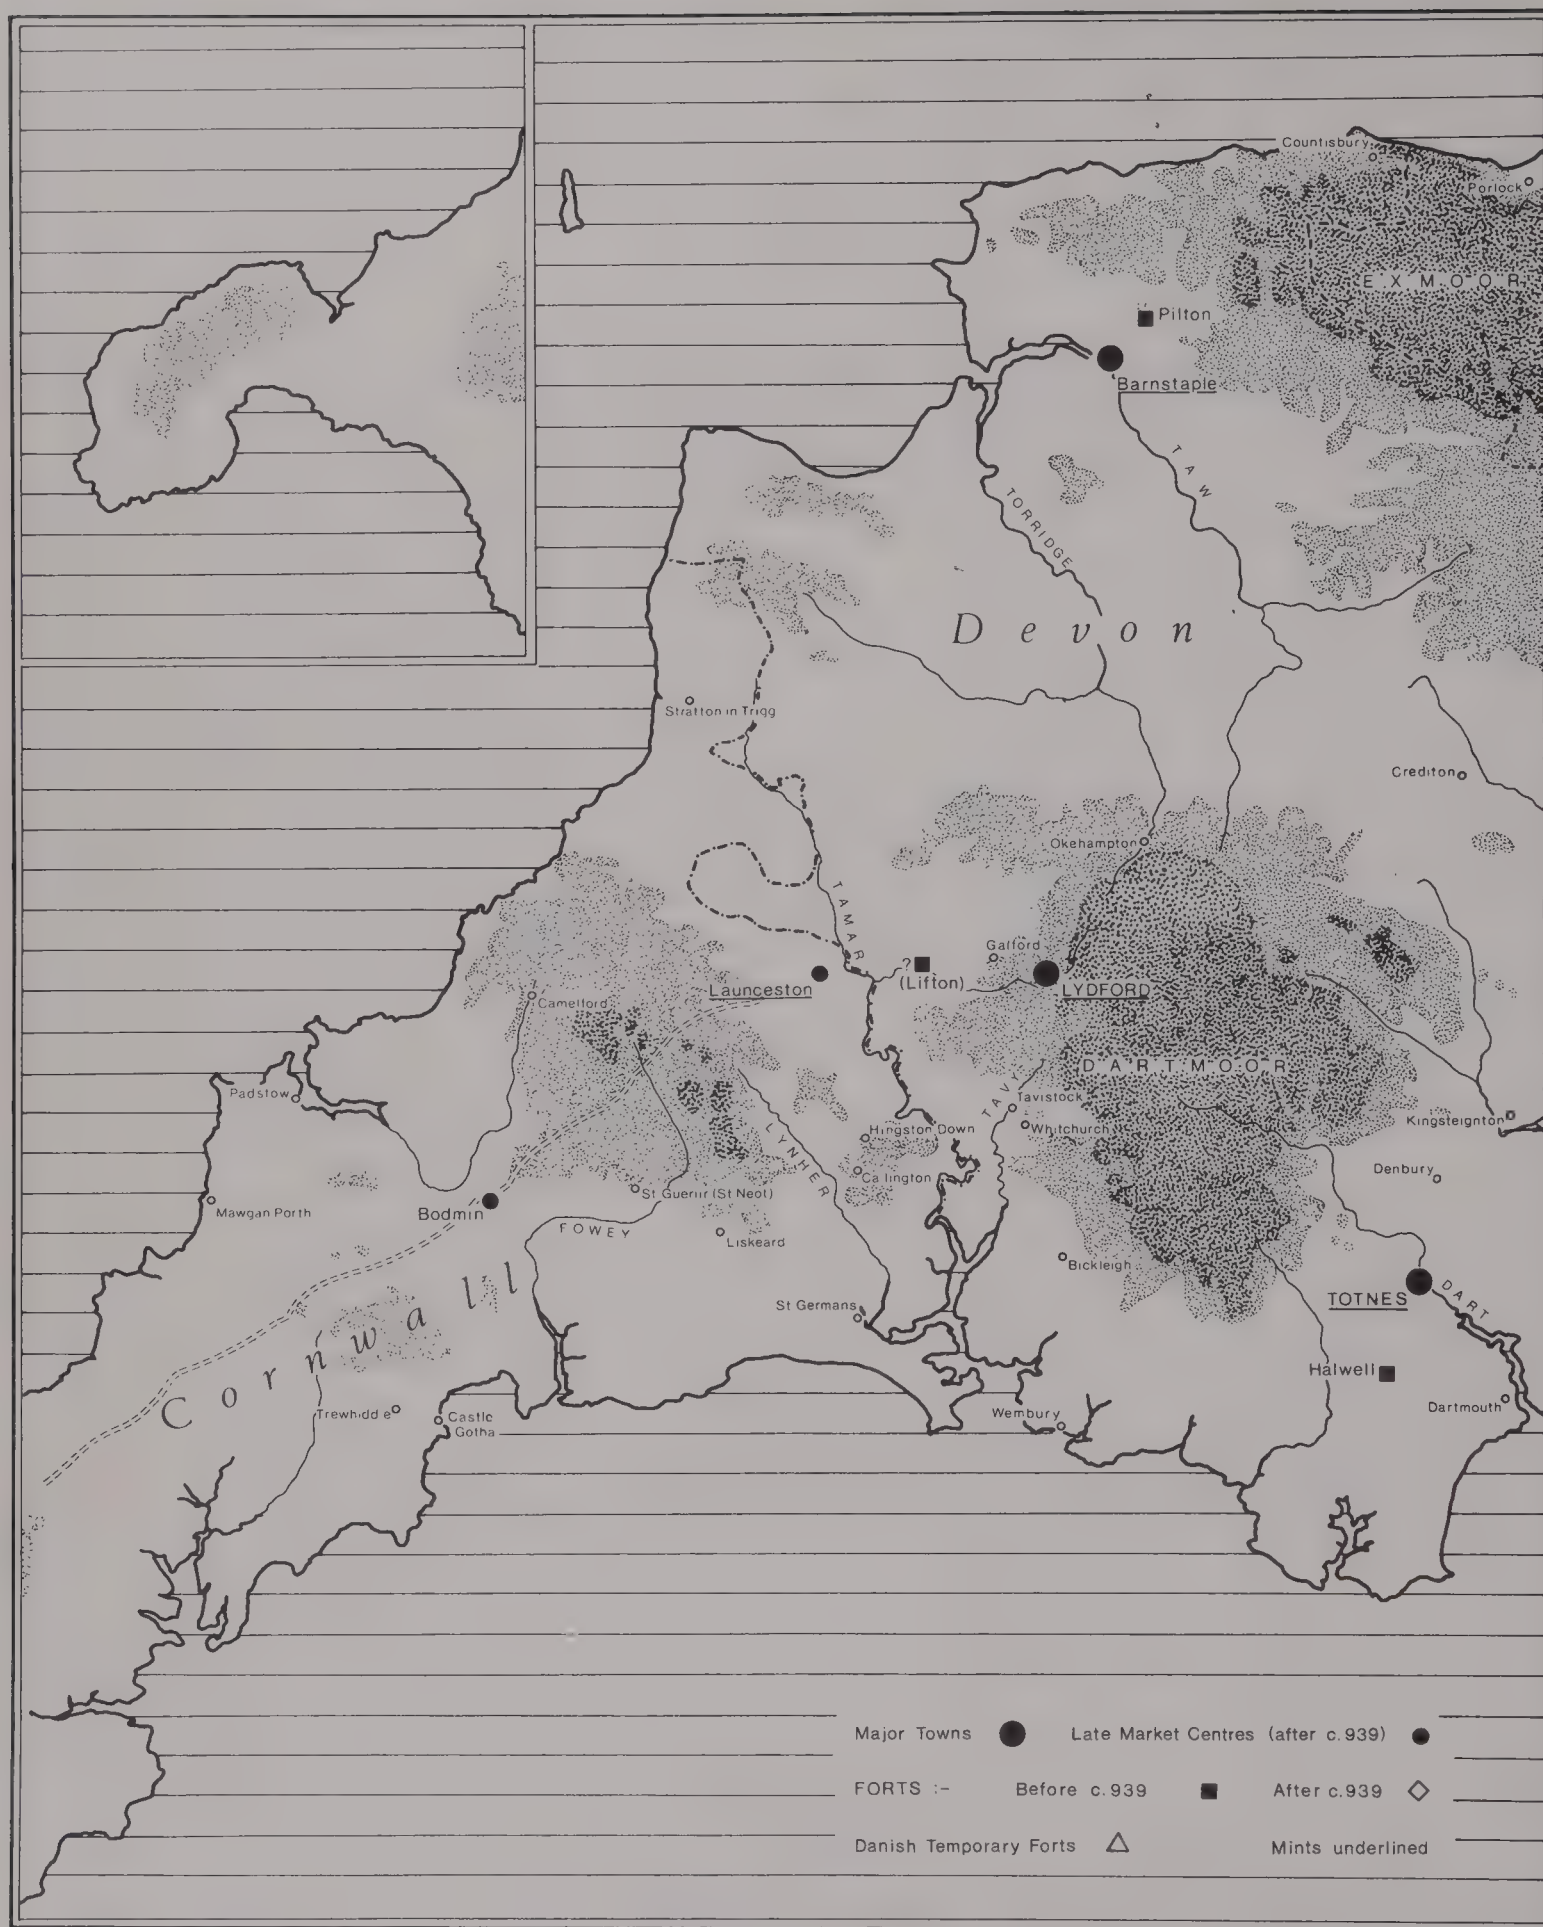 Countisbury
Porlock
EXMOOR
Pilton
Barnstaple
TAW
TORRIDGE
Devon
Stratton in Trigg
Crediton
Okehampton
TAMAR
Galford
?
(Lifton)
LYDFORD
Launceston
Camelford
DARTMOOR
Padstow
TAVY
Tavistock
Whitchurch
Kingsteignton
Hingston Down
LYNHER
Callington
Denbury
Mawgan Porth
Bodmin
St Guerir (St Neot)
FOWEY
Liskeard
Bickleigh
St Germans
TOTNES
DART
Cornwall
Halwell
Trewhiddle
Castle
Gotha
Wembury
Dartmouth
Major Towns Late Market Centres (after c.939)
FORTS :- Before c.939 After c.939
Danish Temporary Forts Mints underlined